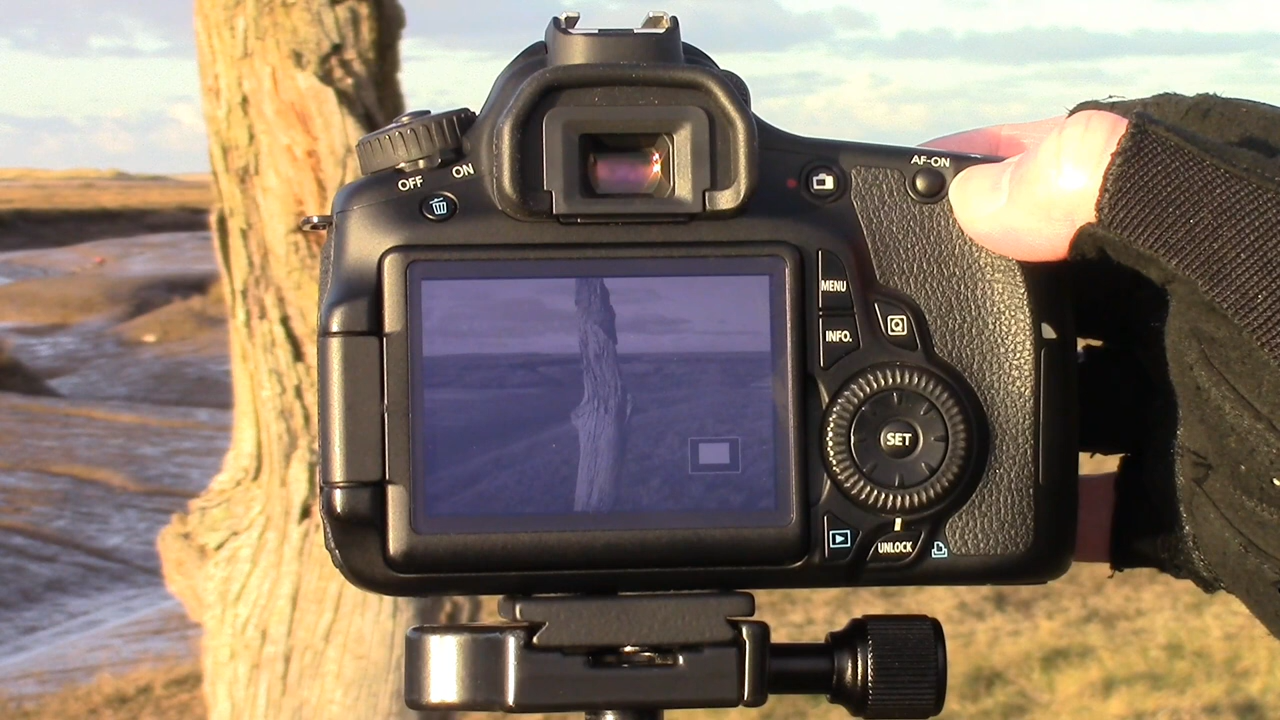 AF-ON
OFF
ON
MENU
INFO.
Q
SET
UNLOCK